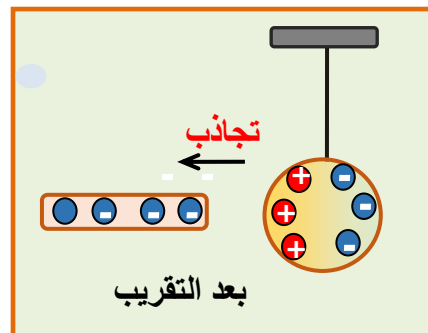 تجاذب
+ -
+ -
+ -
- - -
بعد التقريب